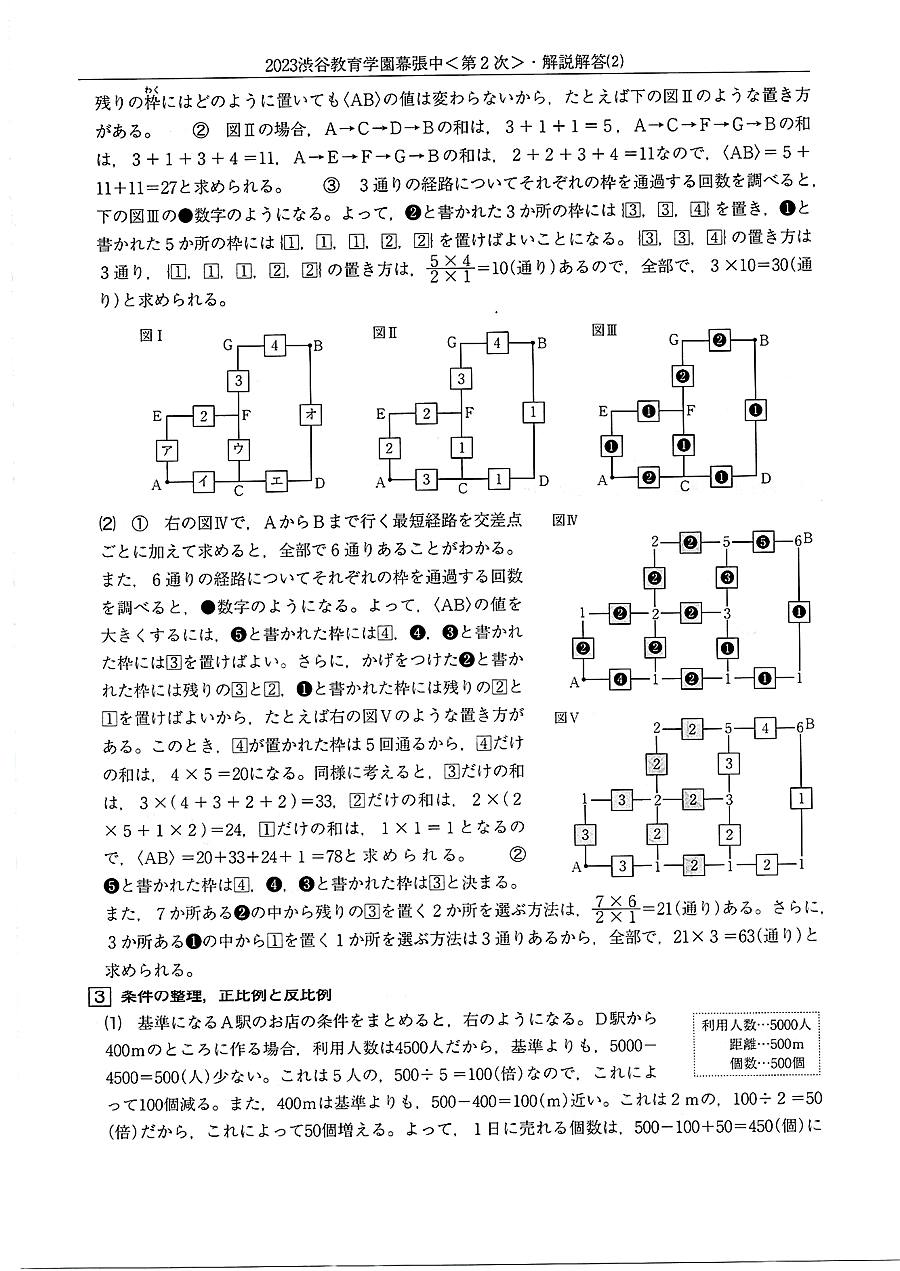 2023渋谷教育学園幕張中＜第2次＞・解説解答(2)
わく
残りの枠にはどのように置いても〈AB〉の値は変わらないから，たとえば下の図Ⅱのような置き方
がある。　② 図Ⅱの場合，A→C→D→Bの和は，3＋1＋1＝5，A→C→F→G→Bの和
は，3＋1＋3＋4＝11，A→E→F→G→Bの和は，2＋2＋3＋4＝11なので，〈AB〉＝5＋
11＋11＝27と求められる。　③ 3通りの経路についてそれぞれの枠を通過する回数を調べると，
下の図Ⅲの●数字のようになる。よって，❷と書かれた3か所の枠には{3，3，4}を置き，❶と
書かれた5か所の枠には{1，1，1，2，2}を置けばよいことになる。{3，3，4}の置き方は
3通り，{1，1，1，2，2}の置き方は，5×4/2×1＝10(通り)あるので，全部で，3×10＝30(通
り)と求められる。
図Ⅰ 図Ⅱ 図Ⅲ
G 4 B G 4 B G ❷ B
3 3 ❷
E 2 F オ E 2 F 1 E ❶ F ❶
ア ウ 2 1 ❶ ❶
A イ C エ D A 3 C 1 D A ❷ C ❶ D
(2) ① 右の図Ⅳで，AからBまで行く最短経路を交差点
ごとに加えて求めると，全部で6通りあることがわかる。
また，6通りの経路についてそれぞれの枠を通過する回数
を調べると，●数字のようになる。よって，〈AB〉の値を
大きくするには，❺と書かれた枠には4，❹，❸と書かれ
た枠には3を置けばよい。さらに，かげをつけた❷と書か
れた枠には残りの3と2，❶と書かれた枠には残りの2と
1を置けばよいから，たとえば右の図Ⅴのような置き方が
ある。このとき，4が置かれた枠は5回通るから，4だけ
の和は，4×5＝20になる。同様に考えると，3だけの和
は，3×(4＋3＋2＋2)＝33，2だけの和は，2×(2
×5＋1×2)＝24，1だけの和は，1×1＝1となるの
で，〈AB〉＝20＋33＋24＋1＝78と求められる。　②
❺と書かれた枠は4，❹，❸と書かれた枠は3と決まる。
図Ⅳ
2 ❷ 5 ❺ 6B
❷ ❸
1 ❷ 2 ❷ 3 ❶
❷ ❷ ❶
A ❹ 1 ❷ 1 ❶ 1
図Ⅴ
2 2 5 4 6B
2 3
1 3 2 2 3 1
3 2 2
A 3 1 2 1 2 1
また，7か所ある❷の中から残りの3を置く2か所を選ぶ方法は，7×6/2×1＝21(通り)ある。さらに，
3か所ある❶の中から1を置く1か所を選ぶ方法は3通りあるから，全部で，21×3＝63(通り)と
求められる。
3 条件の整理，正比例と反比例
(1) 基準になるA駅のお店の条件をまとめると，右のようになる。D駅から
400mのところに作る場合，利用人数は4500人だから，基準よりも，5000－
4500＝500(人)少ない。これは5人の，500÷5＝100(倍)なので，これによ
って100個減る。また，400mは基準よりも，500－400＝100(m)近い。これは2mの，100÷2＝50
(倍)だから，これによって50個増える。よって，1日に売れる個数は，500－100＋50＝450(個)に
利用人数…5000人
距離…500m
個数…500個